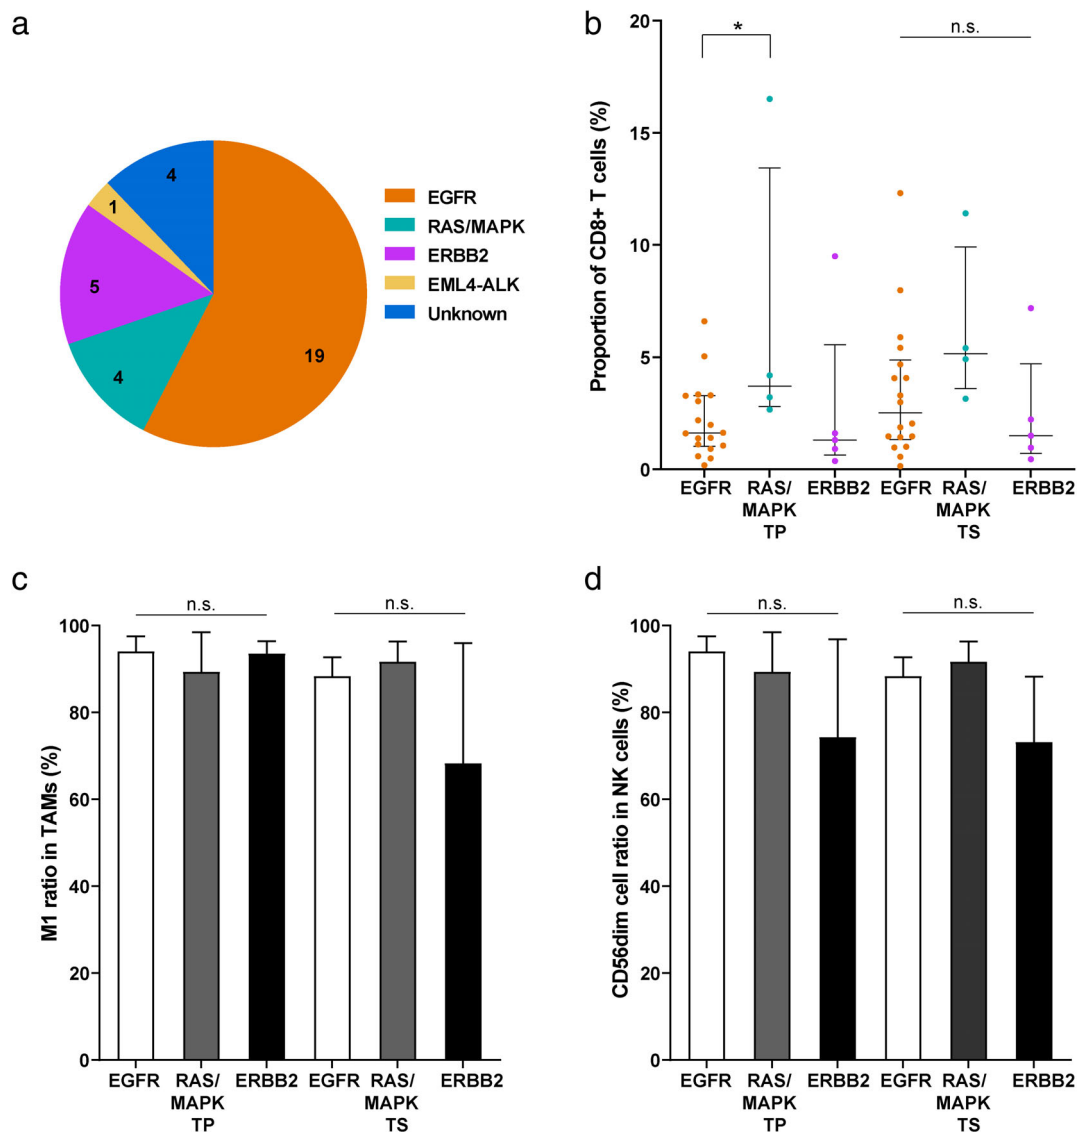 a
4
1
5
4
19
EGFR
RAS/MAPK
ERBB2
EML4-ALK
Unknown
b
Proportion of CD8+ T cells (%)
20
15
10
5
0
*
n.s.
EGFR RAS/ ERBB2 EGFR RAS/ ERBB2
MAPK MAPK
TP TS
c
M1 ratio in TAMs (%)
100
80
60
40
20
0
n.s.
n.s.
EGFR RAS/ ERBB2 EGFR RAS/ ERBB2
MAPK MAPK
TP TS
d
CD56dim cell ratio in NK cells (%)
100
80
60
40
20
0
n.s.
n.s.
EGFR RAS/ ERBB2 EGFR RAS/ ERBB2
MAPK MAPK
TP TS